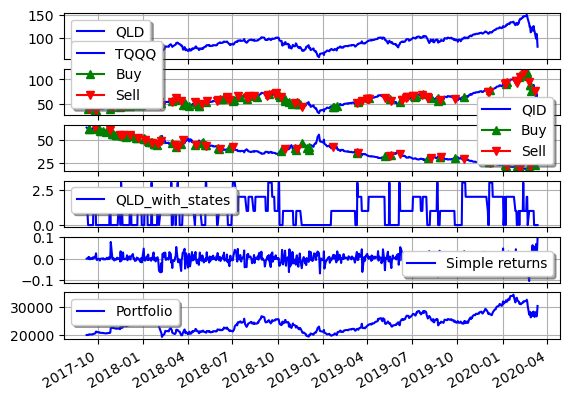 150
100
QLD
TQQQ
Buy
Sell
100
50
QID
Buy
Sell
50
25
2.5
0.0
QLD_with_states
0.1
0.0
−0.1
Simple returns
30000
20000
Portfolio
2017-10
2018-01
2018-04
2018-07
2018-10
2019-01
2019-04
2019-07
2019-10
2020-01
2020-04